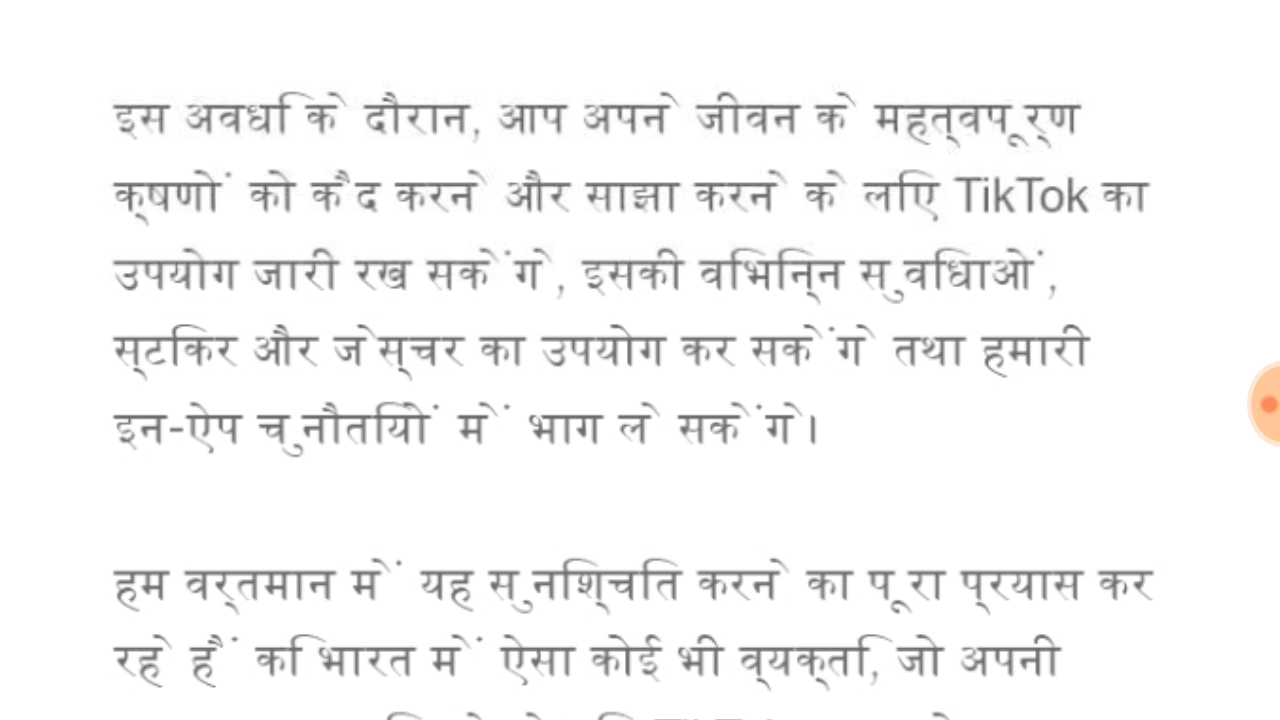 इस अवधि के दौरान, आप अपने जीवन के महत्वपूर्ण
क्षणों को कैद करने और साझा करने के लिए TikTok का
उपयोग जारी रख सकेंगे, इसकी विभिन्न सुविधाओं,
स्टिकर और जेस्चर का उपयोग कर सकेंगे तथा हमारी
इन-ऐप चुनौतियों में भाग ले सकेंगे।
हम वर्तमान में यह सुनिश्चित करने का पूरा प्रयास कर
रहे हैं कि भारत में ऐसा कोई भी व्यक्ति, जो अपनी